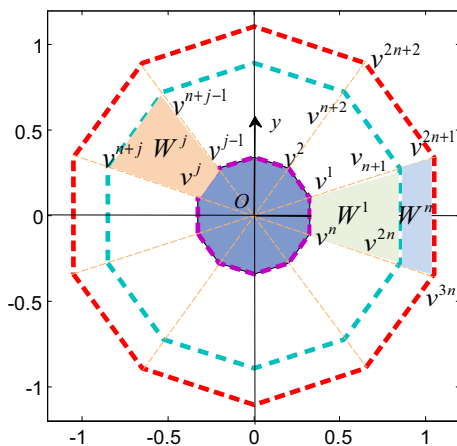 1
v^{2n+2}
v^{n+j-1}
v^{n+2}
0.5
y
v^{n+j} W^j v^{j-1} v^2 v_{n+1} v^{2n+1}
v^j v^1
O
0 W^1 W^n
v^n v^{2n}
v^{3n}
-0.5
-1
-1 -0.5 0 0.5 1